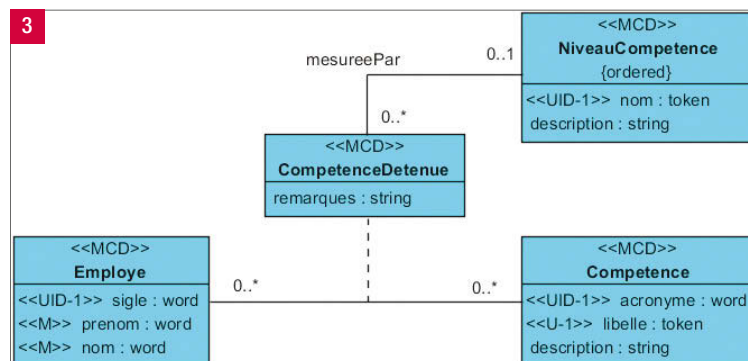 3
<<MCD>>
NiveauCompetence
{ordered}
<<UID-1>> nom : token
description : string
mesureePar
0..1
0..*
<<MCD>>
CompetenceDetenue
remarques : string
<<MCD>>
Employe
<<UID-1>> sigle : word
<<M>> prenom : word
<<M>> nom : word
0..*
0..*
<<MCD>>
Competence
<<UID-1>> acronyme : word
<<U-1>> libelle : token
description : string